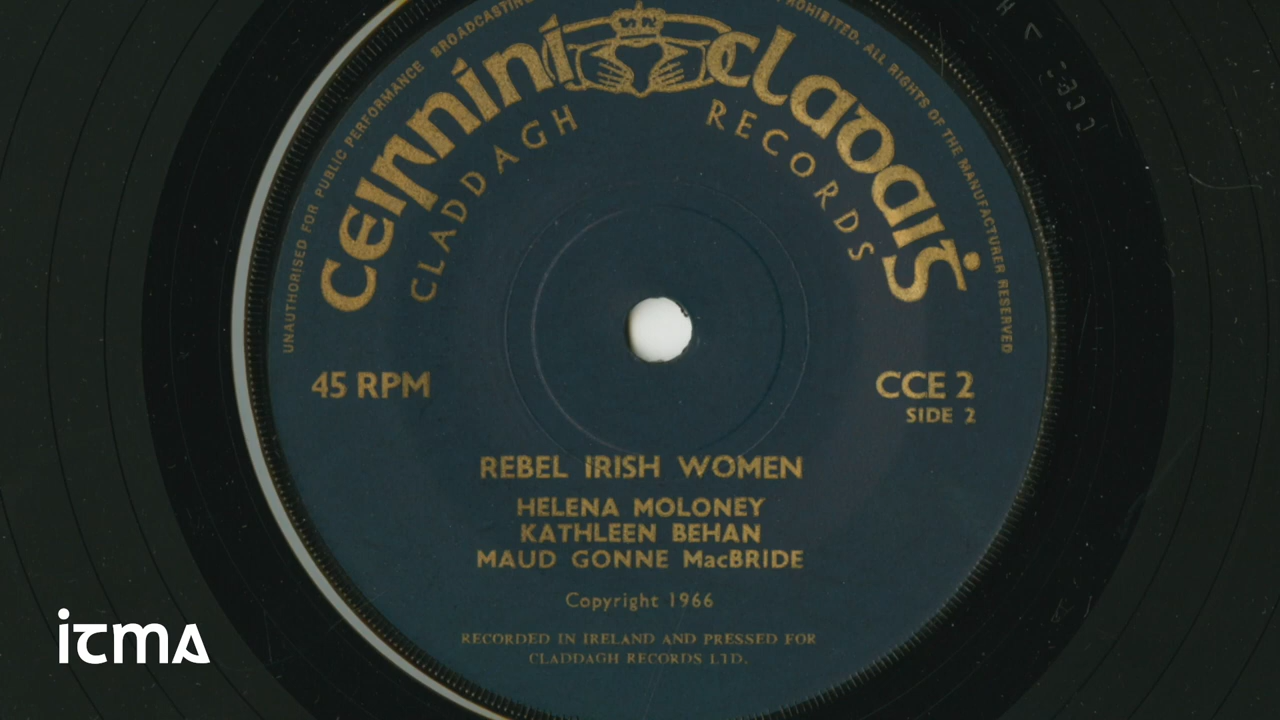 UNAUTHORISED FOR PUBLIC PERFORMANCE BROADCASTING
PROHIBITED. ALL RIGHTS OF THE MANUFACTURER RESERVED
ceirníní claddaiġ
CLADDAGH RECORDS
45 RPM
CCE 2
SIDE 2
REBEL IRISH WOMEN
HELENA MOLONEY
KATHLEEN BEHAN
MAUD GONNE MacBRIDE
Copyright 1966
RECORDED IN IRELAND AND PRESSED FOR
CLADDAGH RECORDS LTD.
ITMA